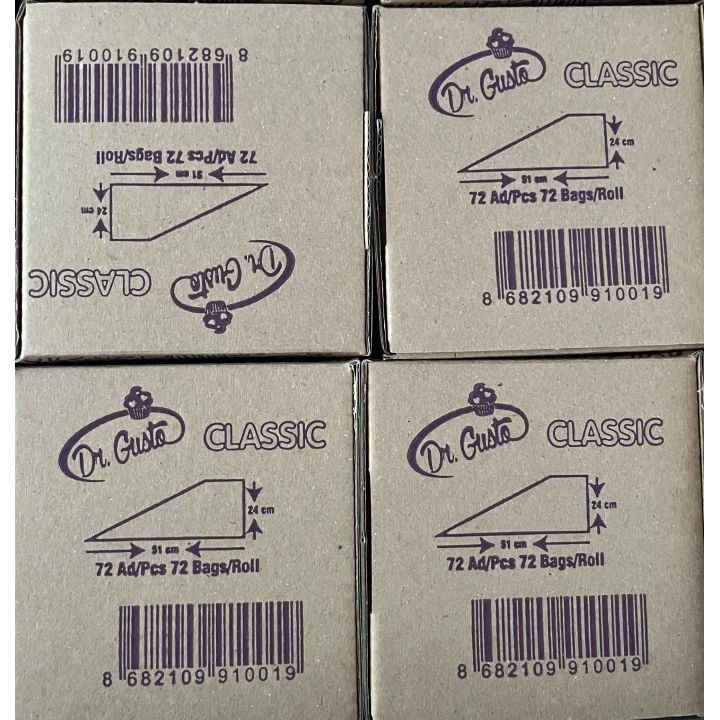 Dr. Gusto CLASSIC
24 cm
51 cm
72 Ad/Pcs 72 Bags/Roll
8 682109 910019
Dr. Gusto CLASSIC
24 cm
51 cm
72 Ad/Pcs 72 Bags/Roll
8 682109 910019
Dr. Gusto CLASSIC
24 cm
51 cm
72 Ad/Pcs 72 Bags/Roll
8 682109 910019
Dr. Gusto CLASSIC
24 cm
51 cm
72 Ad/Pcs 72 Bags/Roll
8 682109 910019